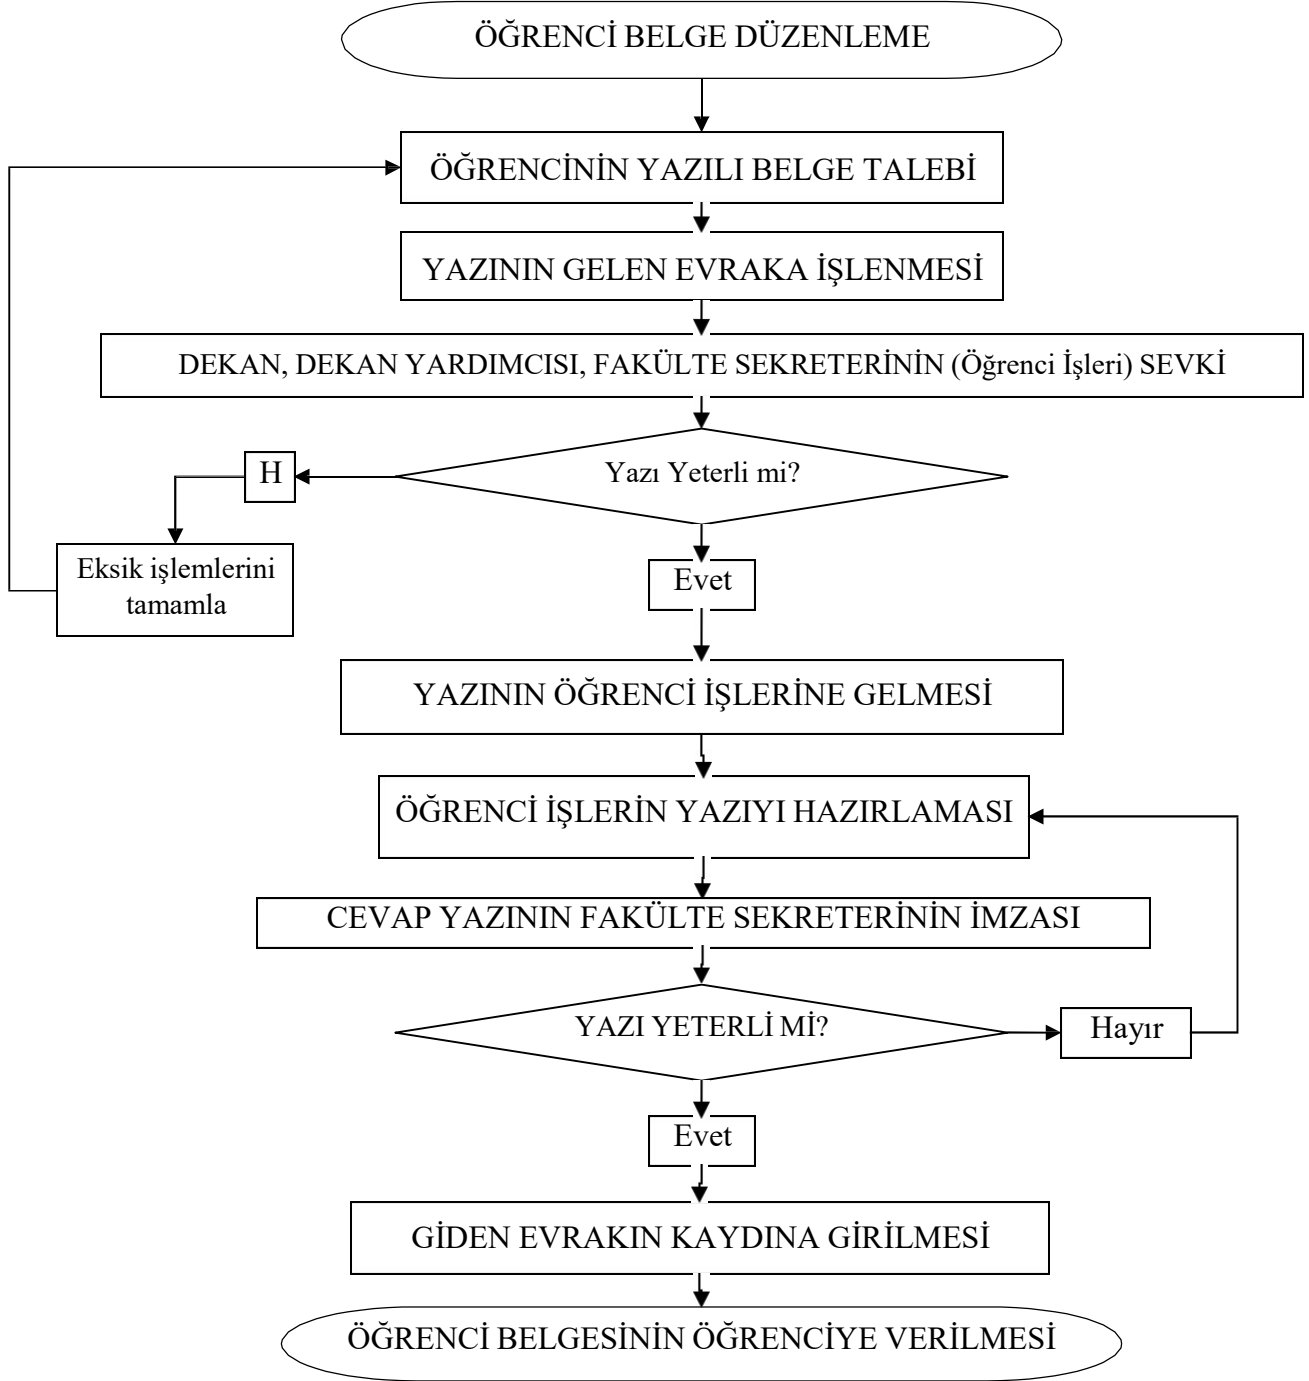 ÖĞRENCİ BELGE DÜZENLEME
ÖĞRENCİNİN YAZILI BELGE TALEBİ
YAZININ GELEN EVRAKA İŞLENMESİ
DEKAN, DEKAN YARDIMCISI, FAKÜLTE SEKRETERİNİN (Öğrenci İşleri) SEVKİ
Yazı Yeterli mi?
H
Eksik işlemlerini
tamamla
Evet
YAZININ ÖĞRENCİ İŞLERİNE GELMESİ
ÖĞRENCİ İŞLERİN YAZIYI HAZIRLAMASI
CEVAP YAZININ FAKÜLTE SEKRETERİNİN İMZASI
YAZI YETERLİ Mİ?
Hayır
Evet
GİDEN EVRAKIN KAYDINA GİRİLMESİ
ÖĞRENCİ BELGESİNİN ÖĞRENCİYE VERİLMESİ